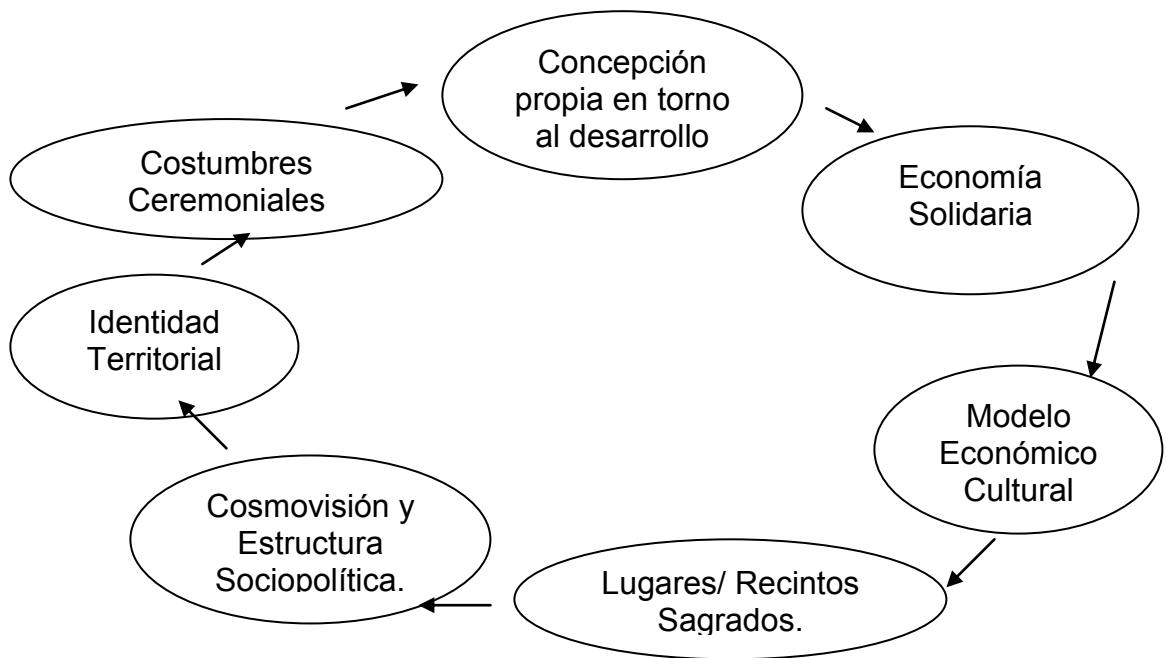 Concepción
propia en torno
al desarrollo
Economía
Solidaria
Modelo
Económico
Cultural
Lugares/ Recintos
Sagrados.
Cosmovisión y
Estructura
Sociopolítica.
Identidad
Territorial
Costumbres
Ceremoniales